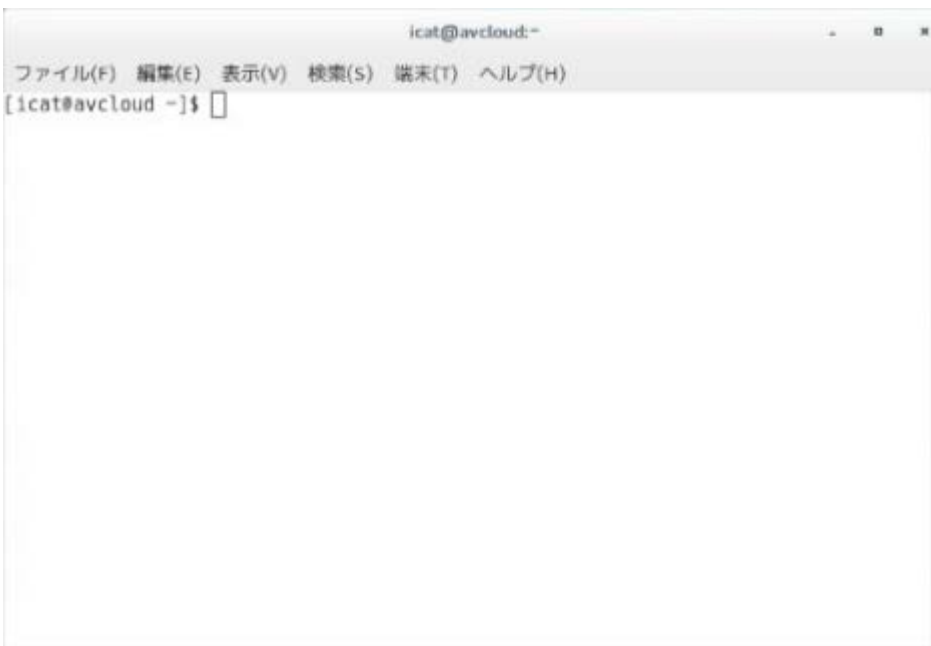 icat@avcloud:~
ファイル(F) 編集(E) 表示(V) 検索(S) 端末(T) ヘルプ(H)
[icat@avcloud ~]$